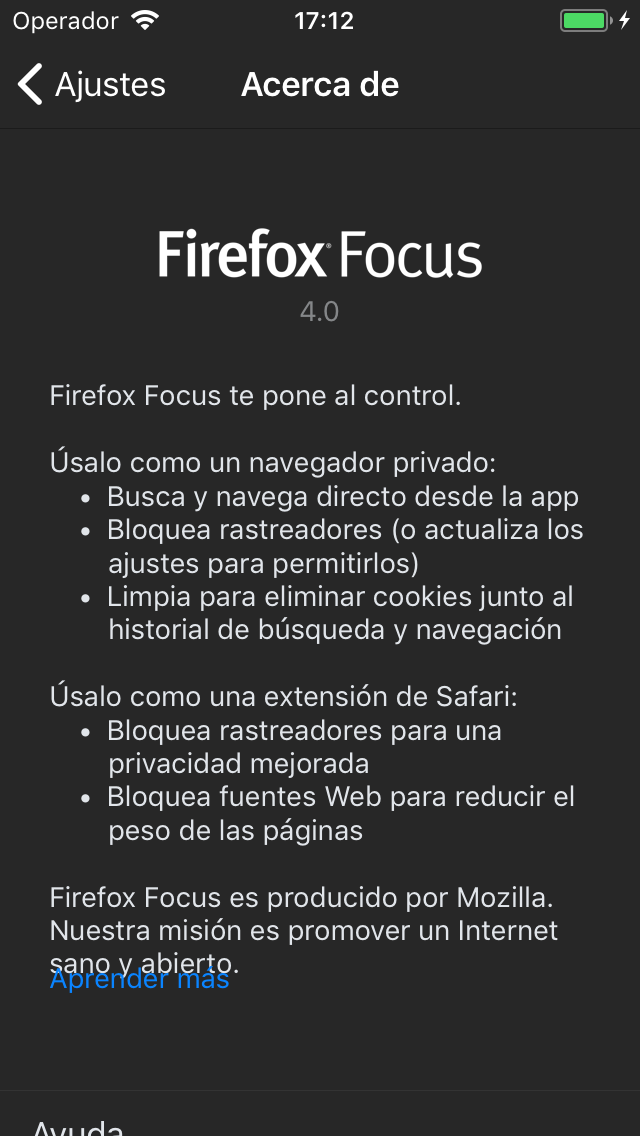 Operador
17:12
Ajustes
Acerca de
Firefox Focus
4.0
Firefox Focus te pone al control.
Úsalo como un navegador privado:
• Busca y navega directo desde la app
• Bloquea rastreadores (o actualiza los
ajustes para permitirlos)
• Limpia para eliminar cookies junto al
historial de búsqueda y navegación
Úsalo como una extensión de Safari:
• Bloquea rastreadores para una
privacidad mejorada
• Bloquea fuentes Web para reducir el
peso de las páginas
Firefox Focus es producido por Mozilla.
Nuestra misión es promover un Internet
sano y abierto.
Aprender más
Ayuda